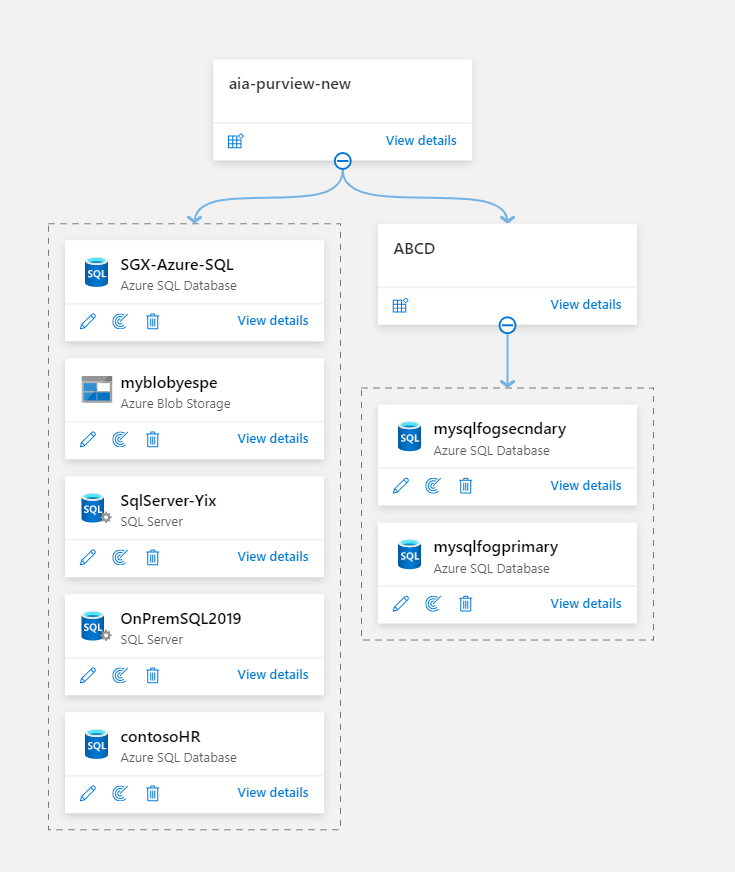 aia-purview-new
View details
SQL
SGX-Azure-SQL
Azure SQL Database
View details
myblobyespe
Azure Blob Storage
View details
SQL
SqlServer-Yix
SQL Server
View details
SQL
OnPremSQL2019
SQL Server
View details
SQL
contosoHR
Azure SQL Database
View details
ABCD
View details
SQL
mysqlfogsecndary
Azure SQL Database
View details
SQL
mysqlfogprimary
Azure SQL Database
View details